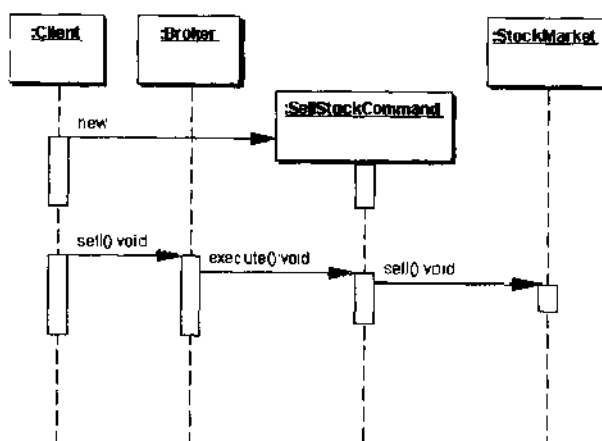 :Client
:Broker
:StockMarket
:SellStockCommand
new
sell():void
execute():void
sell():void